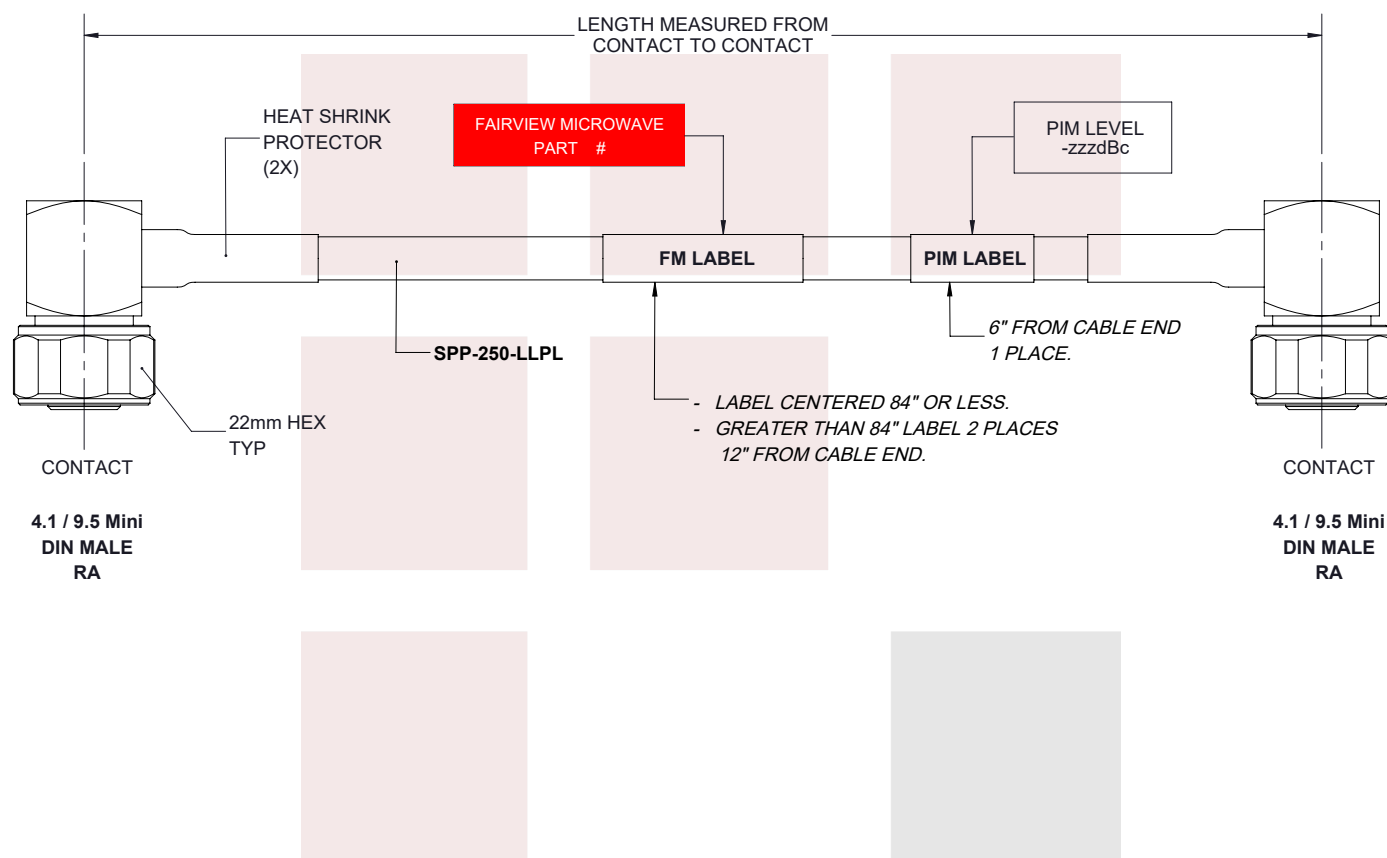 LENGTH MEASURED FROM
CONTACT TO CONTACT
HEAT SHRINK
PROTECTOR
(2X)
FAIRVIEW MICROWAVE
PART #
PIM LEVEL
-zzzdBc
FM LABEL
PIM LABEL
6" FROM CABLE END
1 PLACE.
SPP-250-LLPL
- LABEL CENTERED 84" OR LESS.
- GREATER THAN 84" LABEL 2 PLACES
12" FROM CABLE END.
22mm HEX
TYP
CONTACT
4.1 / 9.5 Mini
DIN MALE
RA
CONTACT
4.1 / 9.5 Mini
DIN MALE
RA